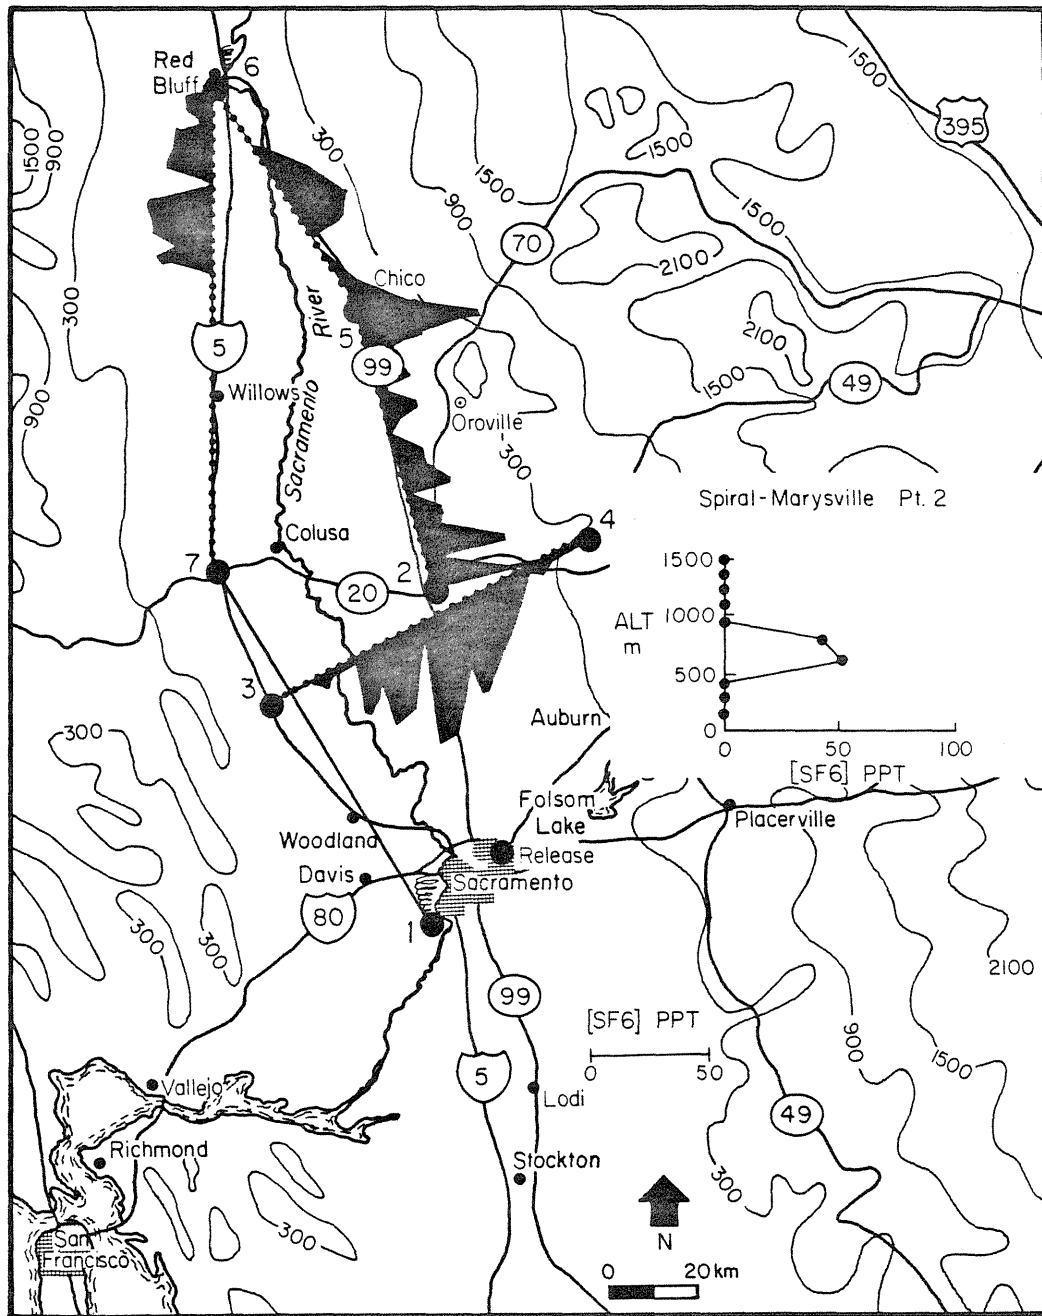 Red
Bluff
6
1500
900
300
1500
1500
395
900
1500
1500
70
2100
Chico
300
River
5
99
5
2100
1500
49
900
Willows
Oroville
Sacramento
300
Spiral-Marysville Pt. 2
4
Colusa
7
2
20
1500
1000
ALT
m
500
0
0
50
100
[SF6] PPT
3
Auburn
300
Folsom
Lake
Placerville
Woodland
Release
Davis
Sacramento
80
1
300
300
2100
99
[SF6] PPT
0
50
900
1500
5
Vallejo
Lodi
49
Richmond
Stockton
300
300
N
San
Francisco
0
20 km